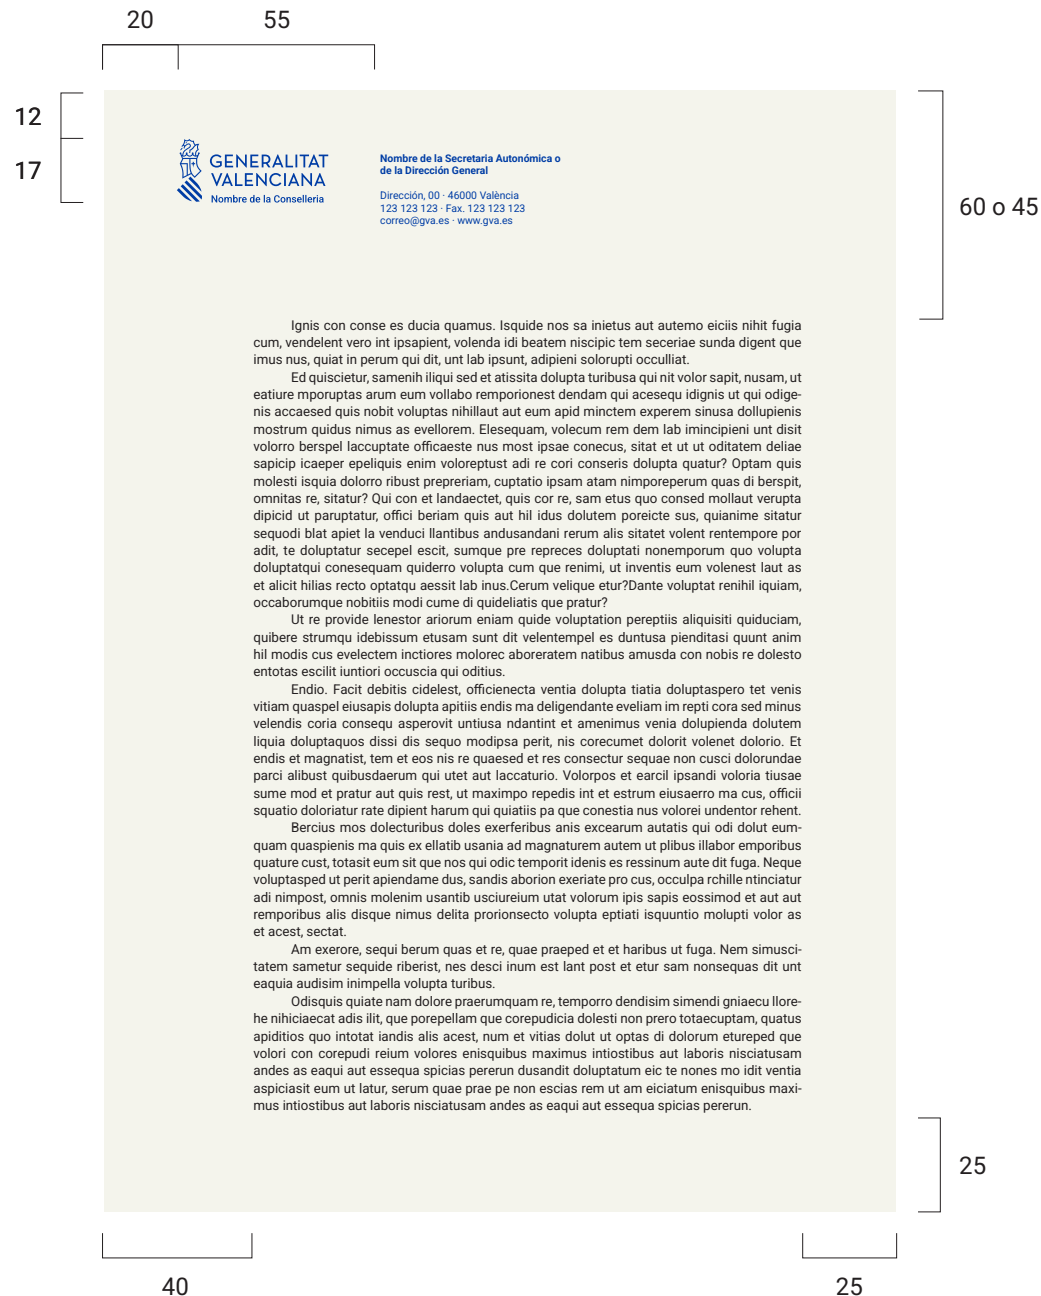 20
55
12
17
GENERALITAT
VALENCIANA
Nombre de la Conselleria
Nombre de la Secretaria Autonómica o
de la Dirección General
Dirección, 00 · 46000 València
123 123 123 · Fax. 123 123 123
correo@gva.es · www.gva.es
60 o 45
Ignis con conse es ducia quamus. Isquide nos sa inietus aut autemo eiciis nihit fugia
cum, vendelent vero int ipsapient, volenda idi beatem niscipic tem seceriae sunda digent que
imus nus, quiat in perum qui dit, unt lab ipsunt, adipieni solorupti occulliat.
Ed quiscietur, samenih iliqui sed et atissita dolupta turibusa qui nit volor sapit, nusam, ut
eatiure mporuptas arum eum vollabo remporionest dendam qui acesequ idignis ut qui odige-
nis accaesed quis nobit voluptas nihillaut aut eum apid minctem experem sinusa dollupienis
mostrum quidus nimus as evellorem. Elesequam, volecum rem dem lab imincipieni unt disit
volorro berspel laccuptate officaeste nus most ipsae conecus, sitat et ut ut oditatem deliae
sapicip icaeper epeliquis enim voloreptust adi re cori conseris dolupta quatur? Optam quis
molesti isquia dolorro ribust prepreriam, cuptatio ipsam atam nimporeperum quas di berspit,
omnitas re, sitatur? Qui con et landaectet, quis cor re, sam etus quo consed mollaut verupta
dipicid ut paruptatur, offici beriam quis aut hil idus dolutem poreicte sus, quianime sitatur
sequodi blat apiet la venduci llantibus andusandani rerum alis sitatet volent rentempore por
adit, te doluptatur secepel escit, sumque pre repreces doluptati nonemporum quo volupta
doluptatqui conesequam quiderro volupta cum que renimi, ut inventis eum volenest laut as
et alicit hilias recto optatqu aessit lab inus.Cerum velique etur?Dante voluptat renihil iquiam,
occaborumque nobitiis modi cume di quideliatis que pratur?
Ut re provide lenestor ariorum eniam quide voluptation pereptiis aliquisiti quiduciam,
quibere strumqu idebissum etusam sunt dit velentempel es duntusa pienditasi quunt anim
hil modis cus evelectem inctiores molorec aboreratem natibus amusda con nobis re dolesto
entotas escilit iuntiori occuscia qui oditius.
Endio. Facit debitis cidelest, officienecta ventia dolupta tiatia doluptaspero tet venis
vitiam quaspel eiusapis dolupta apitiis endis ma deligendante eveliam im repti cora sed minus
velendis coria consequ asperovit untiusa ndantint et amenimus venia dolupienda dolutem
liquia doluptaquos dissi dis sequo modipsa perit, nis corecumet dolorit volenet dolorio. Et
endis et magnatist, tem et eos nis re quaesed et res consectur sequae non cusci dolorundae
parci alibust quibusdaerum qui utet aut laccaturio. Volorpos et earcil ipsandi voloria tiusae
sume mod et pratur aut quis rest, ut maximpo repedis int et estrum eiusaerro ma cus, officii
squatio doloriatur rate dipient harum qui quiatiis pa que conestia nus volorei undentor rehent.
Bercius mos dolecturibus doles exerferibus anis excearum autatis qui odi dolut eum-
quam quaspienis ma quis ex ellatib usania ad magnaturem autem ut plibus illabor emporibus
quature cust, totasit eum sit que nos qui odic temporit idenis es ressinum aute dit fuga. Neque
voluptasped ut perit apiendame dus, sandis aborion exeriate pro cus, occulpa rchille ntinciatur
adi nimpost, omnis molenim usantib usciureium utat volorum ipis sapis eossimod et aut aut
remporibus alis disque nimus delita prorionsecto volupta eptiati isquuntio molupti volor as
et acest, sectat.
Am exerore, sequi berum quas et re, quae praeped et et haribus ut fuga. Nem simusci-
tatem sametur sequide riberist, nes desci inum est lant post et etur sam nonsequas dit unt
eaquia audisim inimpella volupta turibus.
Odisquis quiate nam dolore praerumquam re, temporro dendisim simendi gniaecu llore-
he nihiciaecat adis ilit, que porepellam que corepudicia dolesti non prero totaecuptam, quatus
apiditios quo intotat iandis alis acest, num et vitias dolut ut optas di dolorum etureped que
volori con corepudi reium volores enisquibus maximus intiostibus aut laboris nisciatusam
andes as eaqui aut essequa spicias pererun dusandit doluptatum eic te nones mo idit ventia
aspiciasit eum ut latur, serum quae prae pe non escias rem ut am eiciatum enisquibus maxi-
mus intiostibus aut laboris nisciatusam andes as eaqui aut essequa spicias pererun.
25
40
25